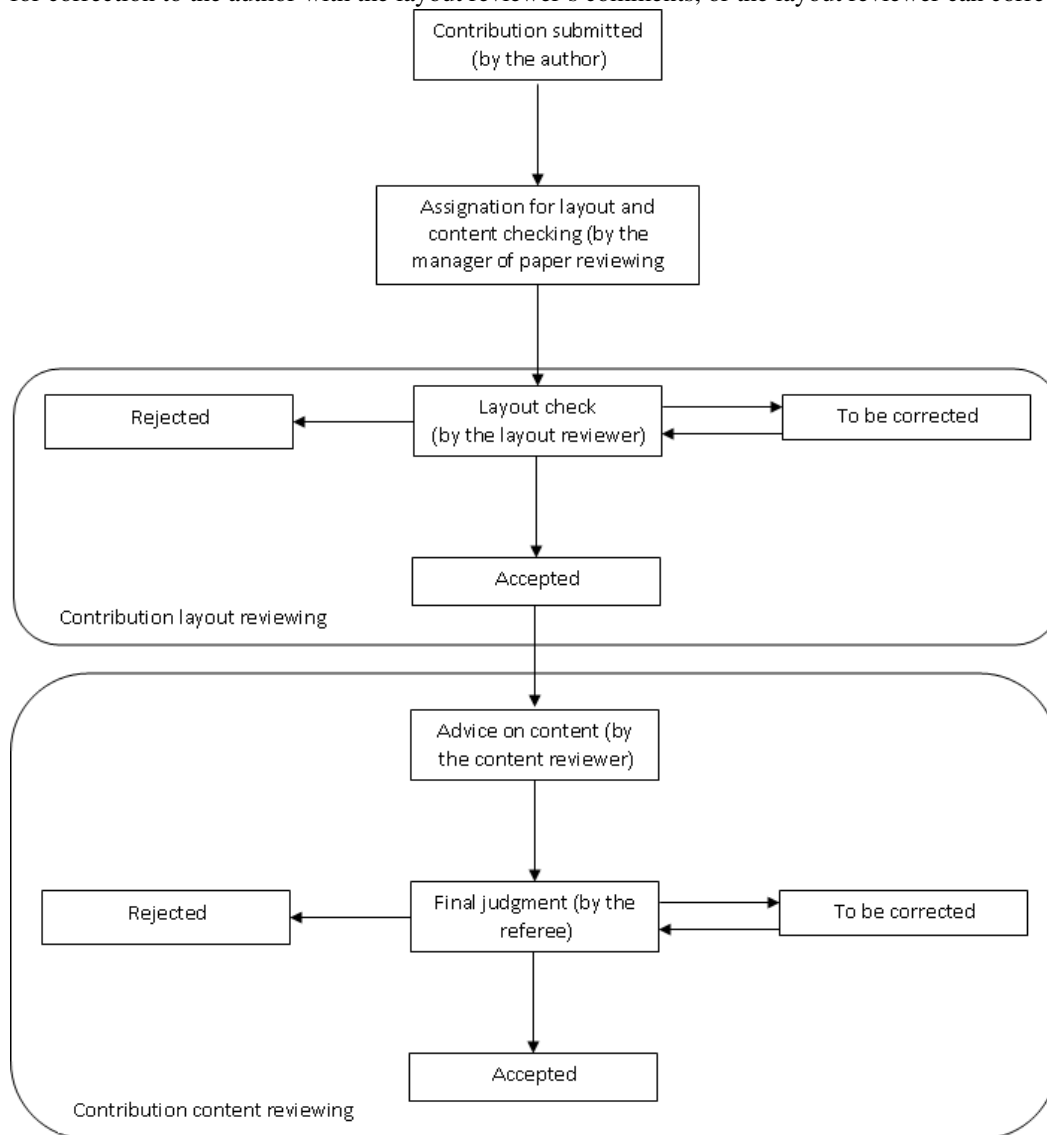 for correction to the author with the layout reviewer's comments, or the layout reviewer can corre
Contribution submitted
(by the author)
Assignation for layout and
content checking (by the
manager of paper reviewing
Rejected
Layout check
(by the layout reviewer)
To be corrected
Accepted
Contribution layout reviewing
Advice on content (by
the content reviewer)
Rejected
Final judgment (by the
referee)
To be corrected
Accepted
Contribution content reviewing